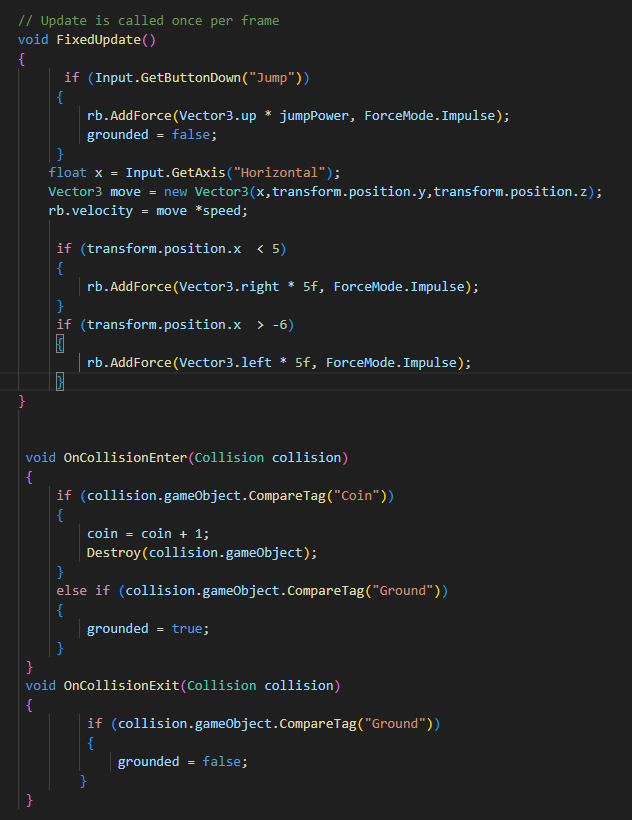 // Update is called once per frame
void FixedUpdate()
{
if (Input.GetButtonDown("Jump"))
{
rb.AddForce(Vector3.up * jumpPower, ForceMode.Impulse);
grounded = false;
}
float x = Input.GetAxis("Horizontal");
Vector3 move = new Vector3(x,transform.position.y,transform.position.z);
rb.velocity = move *speed;
if (transform.position.x  < 5)
{
rb.AddForce(Vector3.right * 5f, ForceMode.Impulse);
}
if (transform.position.x  > -6)
{
rb.AddForce(Vector3.left * 5f, ForceMode.Impulse);
}
}
void OnCollisionEnter(Collision collision)
{
if (collision.gameObject.CompareTag("Coin"))
{
coin = coin + 1;
Destroy(collision.gameObject);
}
else if (collision.gameObject.CompareTag("Ground"))
{
grounded = true;
}
}
void OnCollisionExit(Collision collision)
{
if (collision.gameObject.CompareTag("Ground"))
{
grounded = false;
}
}